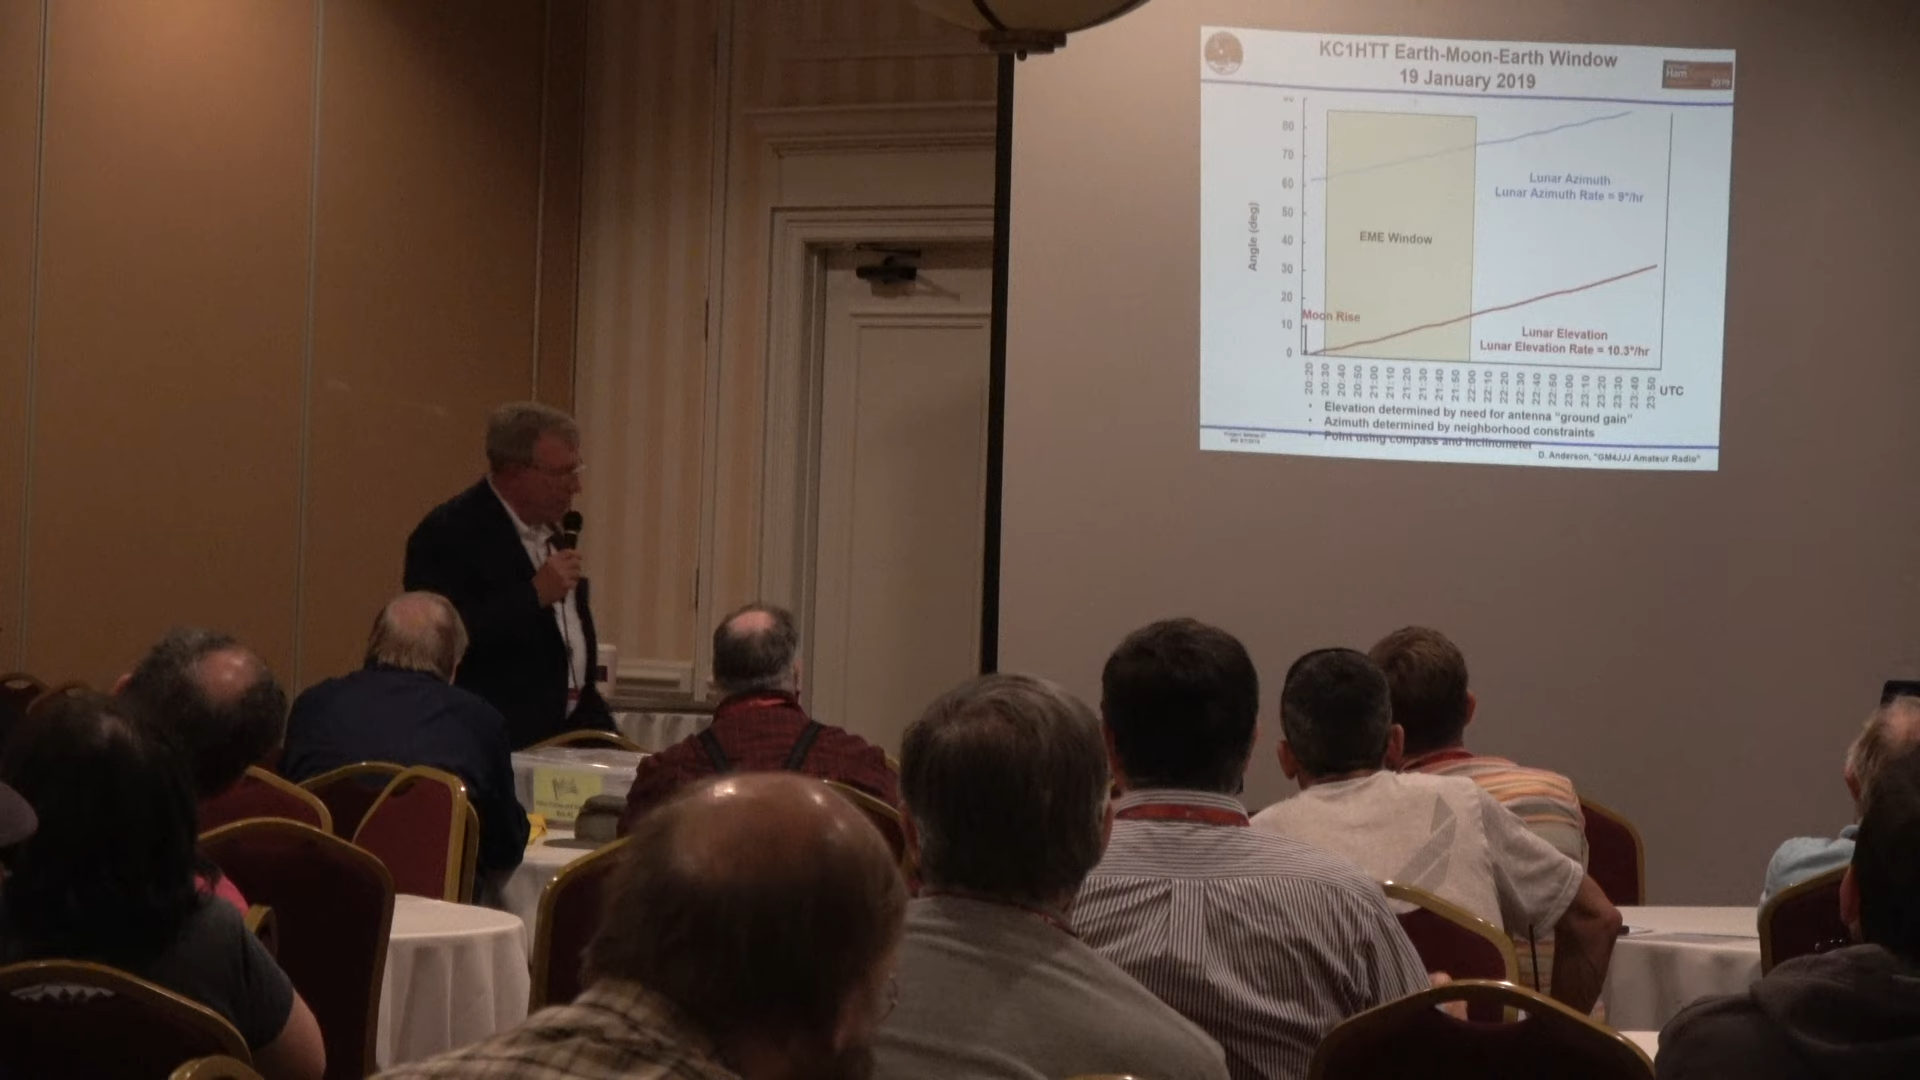 KC1HTT Earth-Moon-Earth Window
19 January 2019
Ham
2019
80
70
60
50
40
30
20
10
0
Angle (deg)
Lunar Azimuth
Lunar Azimuth Rate = 9°/hr
EME Window
Moon Rise
Lunar Elevation
Lunar Elevation Rate = 10.3°/hr
20:20 20:30 20:40 20:50 21:00 21:10 21:20 21:30 21:40 21:50 22:00 22:10 22:20 22:30 22:40 22:50 23:00 23:10 23:20 23:30 23:40 23:50 UTC
• Elevation determined by need for antenna "ground gain"
• Azimuth determined by neighborhood constraints
• Point using compass and inclinometer
D. Anderson, "GM4JJJ Amateur Radio"